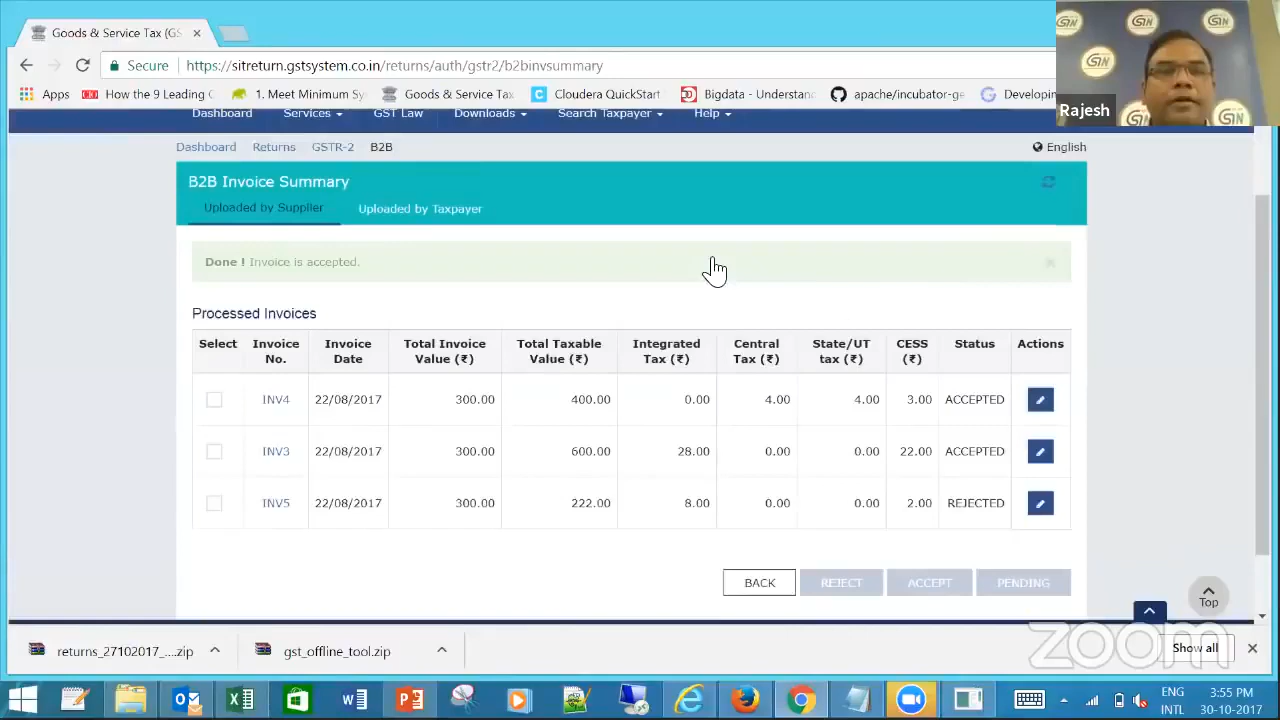 Goods & Service Tax (GS
Secure
https://sitreturn.gstsystem.co.in/returns/auth/gstr2/b2binvsummary
Apps
How the 9 Leading C
1. Meet Minimum Sy
Goods & Service Tax
Cloudera QuickStart
Bigdata - Understan
apache/incubator-ge
Developin
Rajesh
Dashboard
Services
GST Law
Downloads
Search Taxpayer
Help
Dashboard
Returns
GSTR-2
B2B
English
B2B Invoice Summary
Uploaded by Supplier
Uploaded by Taxpayer
Done ! Invoice is accepted.
Processed Invoices
Select Invoice No. Invoice Date Total Invoice Value (₹) Total Taxable Value (₹) Integrated Tax (₹) Central Tax (₹) State/UT tax (₹) CESS (₹) Status Actions
INV4 22/08/2017 300.00 400.00 0.00 4.00 4.00 3.00 ACCEPTED
INV3 22/08/2017 300.00 600.00 28.00 0.00 0.00 22.00 ACCEPTED
INV5 22/08/2017 300.00 222.00 8.00 0.00 0.00 2.00 REJECTED
BACK
REJECT
ACCEPT
PENDING
Top
zoom
returns_27102017_....zip
gst_offline_tool.zip
Show all
ENG
INTL
3:55 PM
30-10-2017